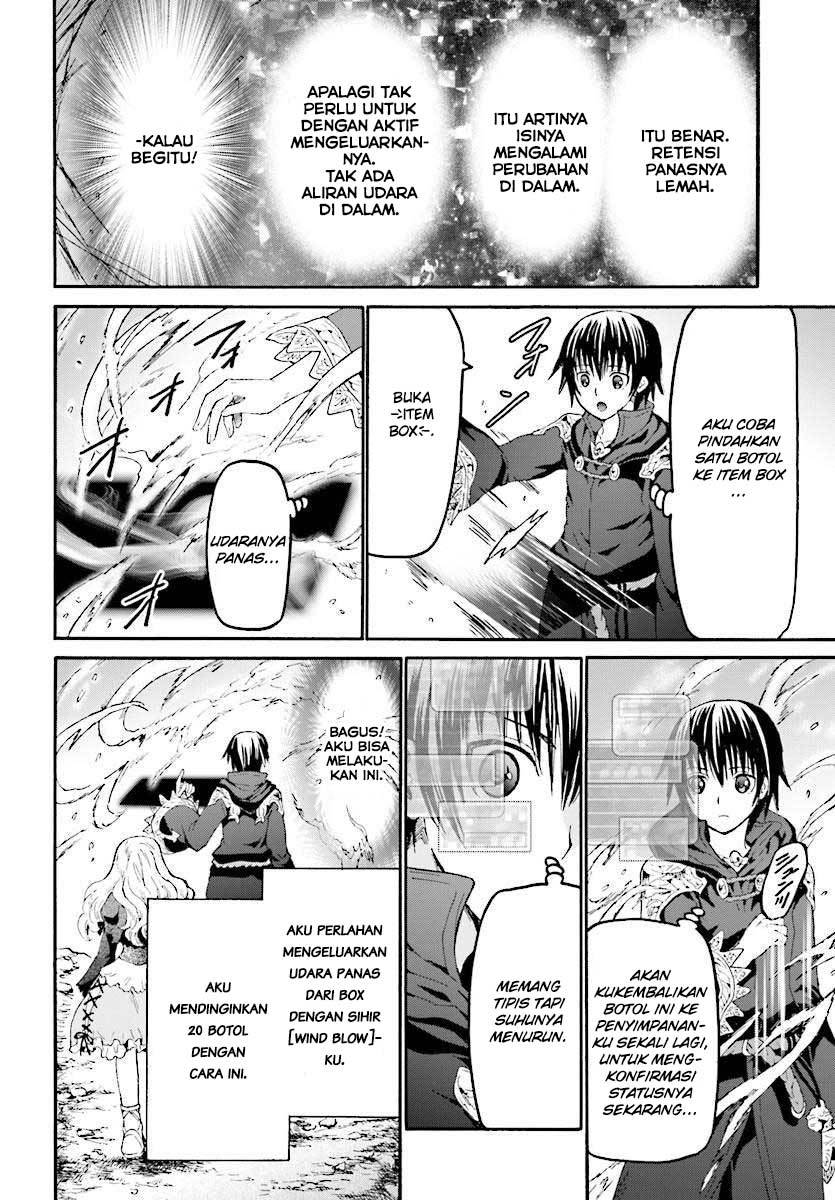 ITU BENAR.
RETENSI
PANASNYA
LEMAH.
ITU ARTINYA
ISINYA
MENGALAMI
PERUBAHAN
DI DALAM.
APALAGI TAK
PERLU UNTUK
DENGAN AKTIF
MENGELUARKAN-
NYA.
TAK ADA
ALIRAN UDARA
DI DALAM.
-KALAU
BEGITU!
AKU COBA
PINDAHKAN
SATU BOTOL
KE ITEM BOX
...
BUKA
-:ITEM
BOX:-.
UDARANYA
PANAS...
AKAN
KUKEMBALIKAN
BOTOL INI KE
PENYIMPANAN-
KU SEKALI LAGI,
UNTUK MENG-
KONFIRMASI
STATUSNYA
SEKARANG...
MEMANG
TIPIS TAPI
SUHUNYA
MENURUN.
BAGUS!
AKU BISA
MELAKU-
KAN INI.
AKU PERLAHAN
MENGELUARKAN
UDARA PANAS
DARI BOX
DENGAN SIHIR
[WIND BLOW]-
KU.
AKU
MENDINGINKAN
20 BOTOL
DENGAN
CARA INI.